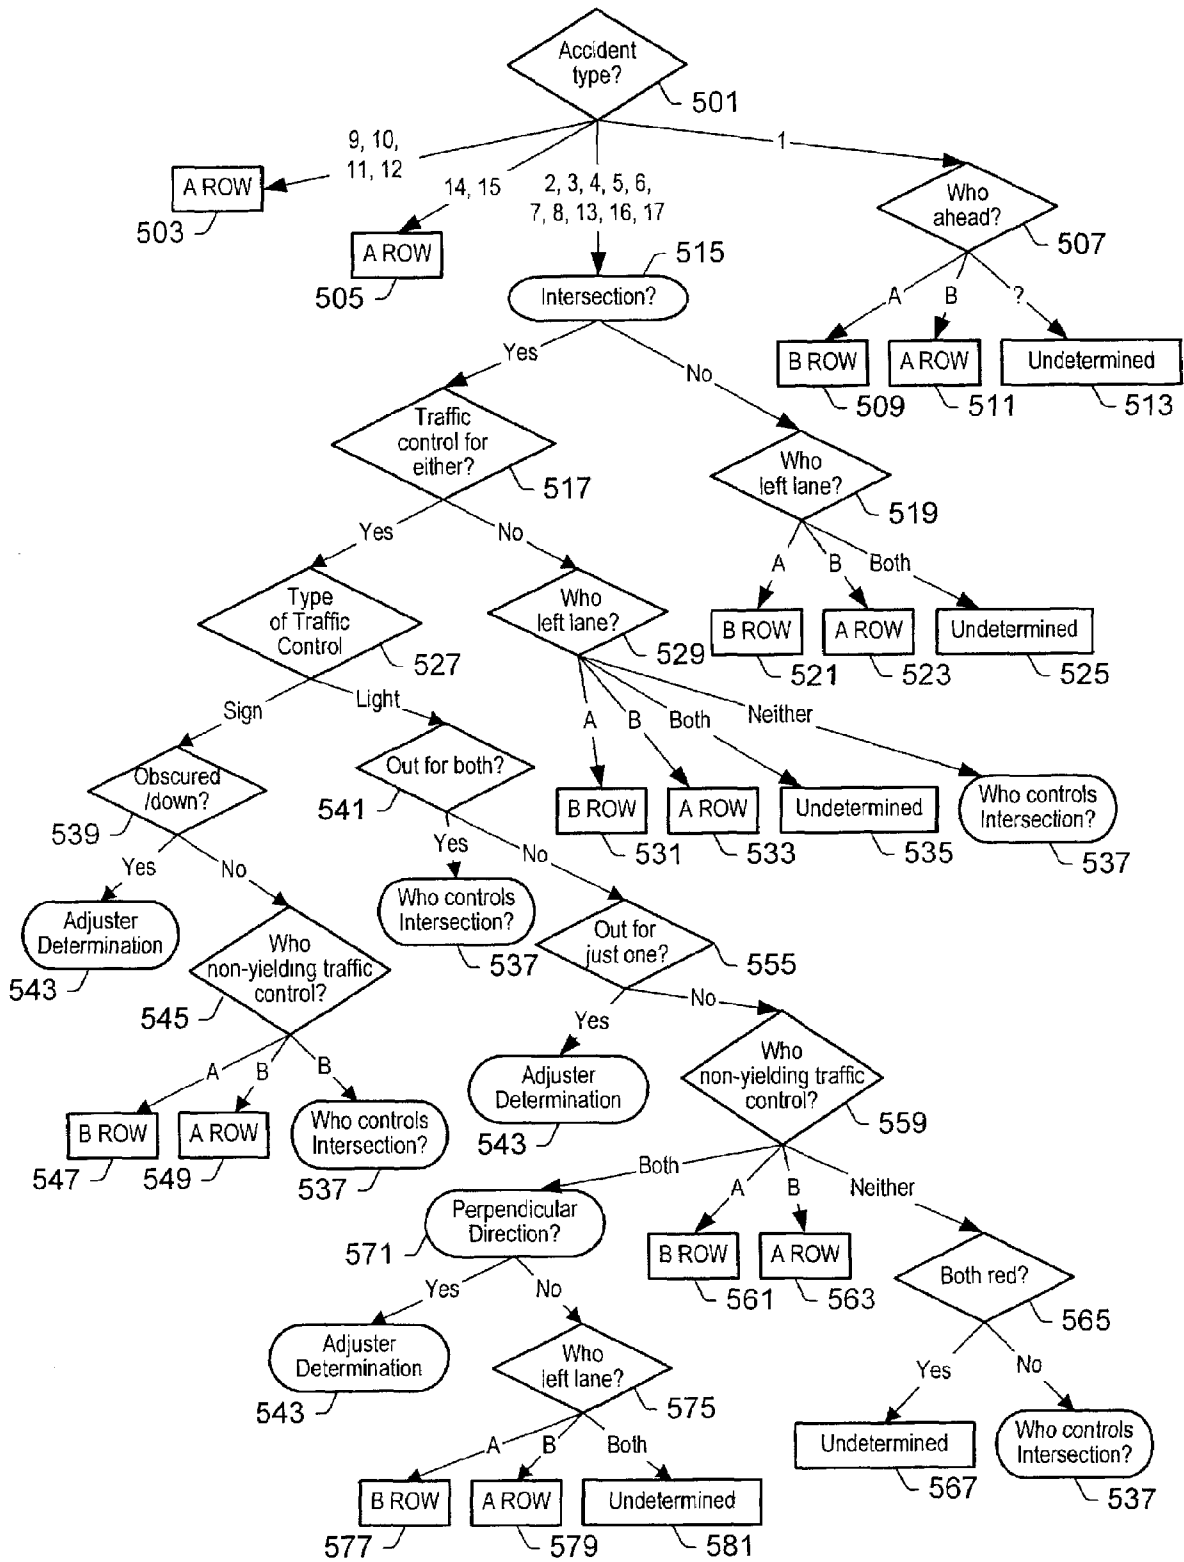 Accident
type?
501
9, 10,
11, 12
14, 15
2, 3, 4, 5, 6,
7, 8, 13, 16, 17
1
A ROW
503
A ROW
505
Who
ahead?
507
515
Intersection?
A
B
?
B ROW
A ROW
Undetermined
509
511
513
Yes
No
Traffic
control for
either?
517
Who
left lane?
519
Yes
No
A
B
Both
Type
of Traffic
Control
527
Who
left lane?
529
B ROW
A ROW
Undetermined
521
523
525
Sign
Light
A
B
Both
Neither
Obscured
/down?
539
Out for both?
541
B ROW
A ROW
Undetermined
Who controls
Intersection?
531
533
535
537
Yes
No
Yes
No
Adjuster
Determination
543
Who
non-yielding traffic
control?
545
Who controls
Intersection?
537
Out for
just one?
555
Yes
No
A
B
B
Adjuster
Determination
543
Who
non-yielding traffic
control?
559
B ROW
A ROW
Who controls
Intersection?
547
549
537
Both
A
B
Neither
Perpendicular
Direction?
571
B ROW
A ROW
561
563
Both red?
565
Yes
No
Yes
No
Adjuster
Determination
543
Who
left lane?
575
Undetermined
567
Who controls
Intersection?
537
A
B
Both
B ROW
A ROW
Undetermined
577
579
581